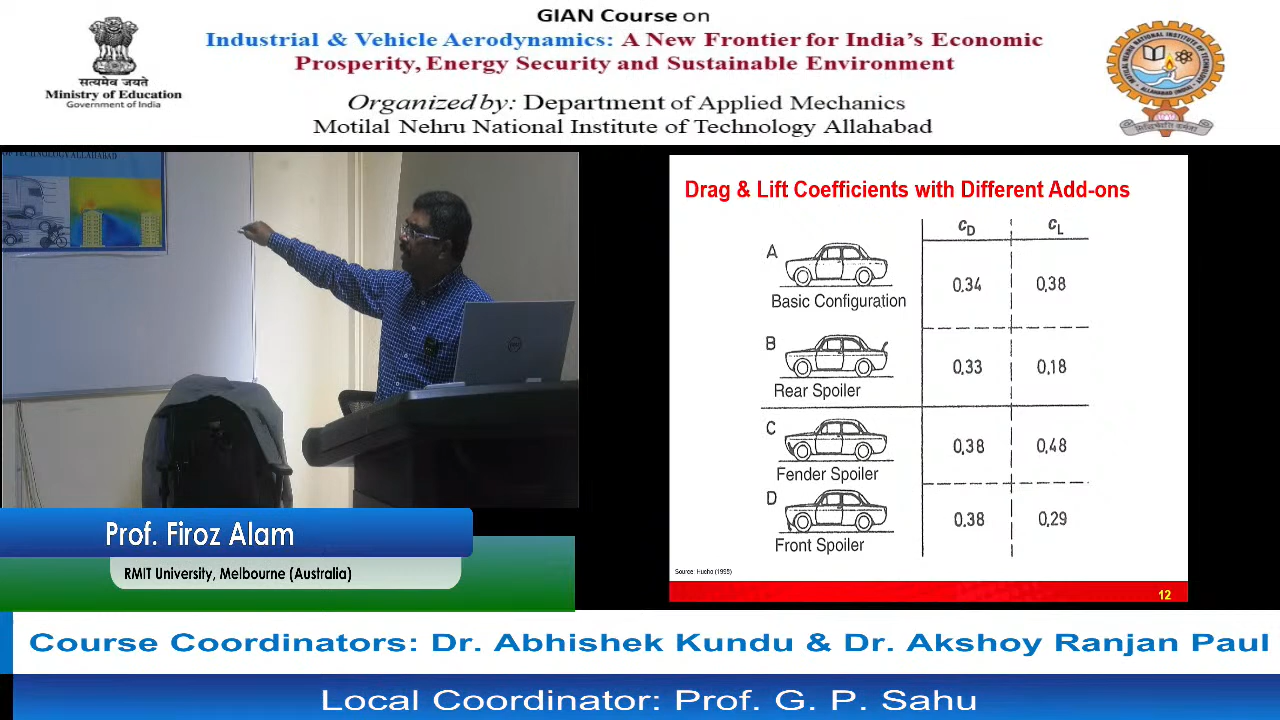 GIAN Course on
Industrial & Vehicle Aerodynamics: A New Frontier for India's Economic
Prosperity, Energy Security and Sustainable Environment
Organized by: Department of Applied Mechanics
Motilal Nehru National Institute of Technology Allahabad
सत्यमेव जयते
Ministry of Education
Government of India
OF TECHNOLOGY ALLAHABAD
Drag & Lift Coefficients with Different Add-ons
cD cL
A
Basic Configuration
0,34 0,38
B
Rear Spoiler
0,33 0,18
C
Fender Spoiler
0,38 0,48
D
Front Spoiler
0,38 0,29
12
Prof. Firoz Alam
RMIT University, Melbourne (Australia)
Course Coordinators: Dr. Abhishek Kundu & Dr. Akshoy Ranjan Paul
Local Coordinator: Prof. G. P. Sahu